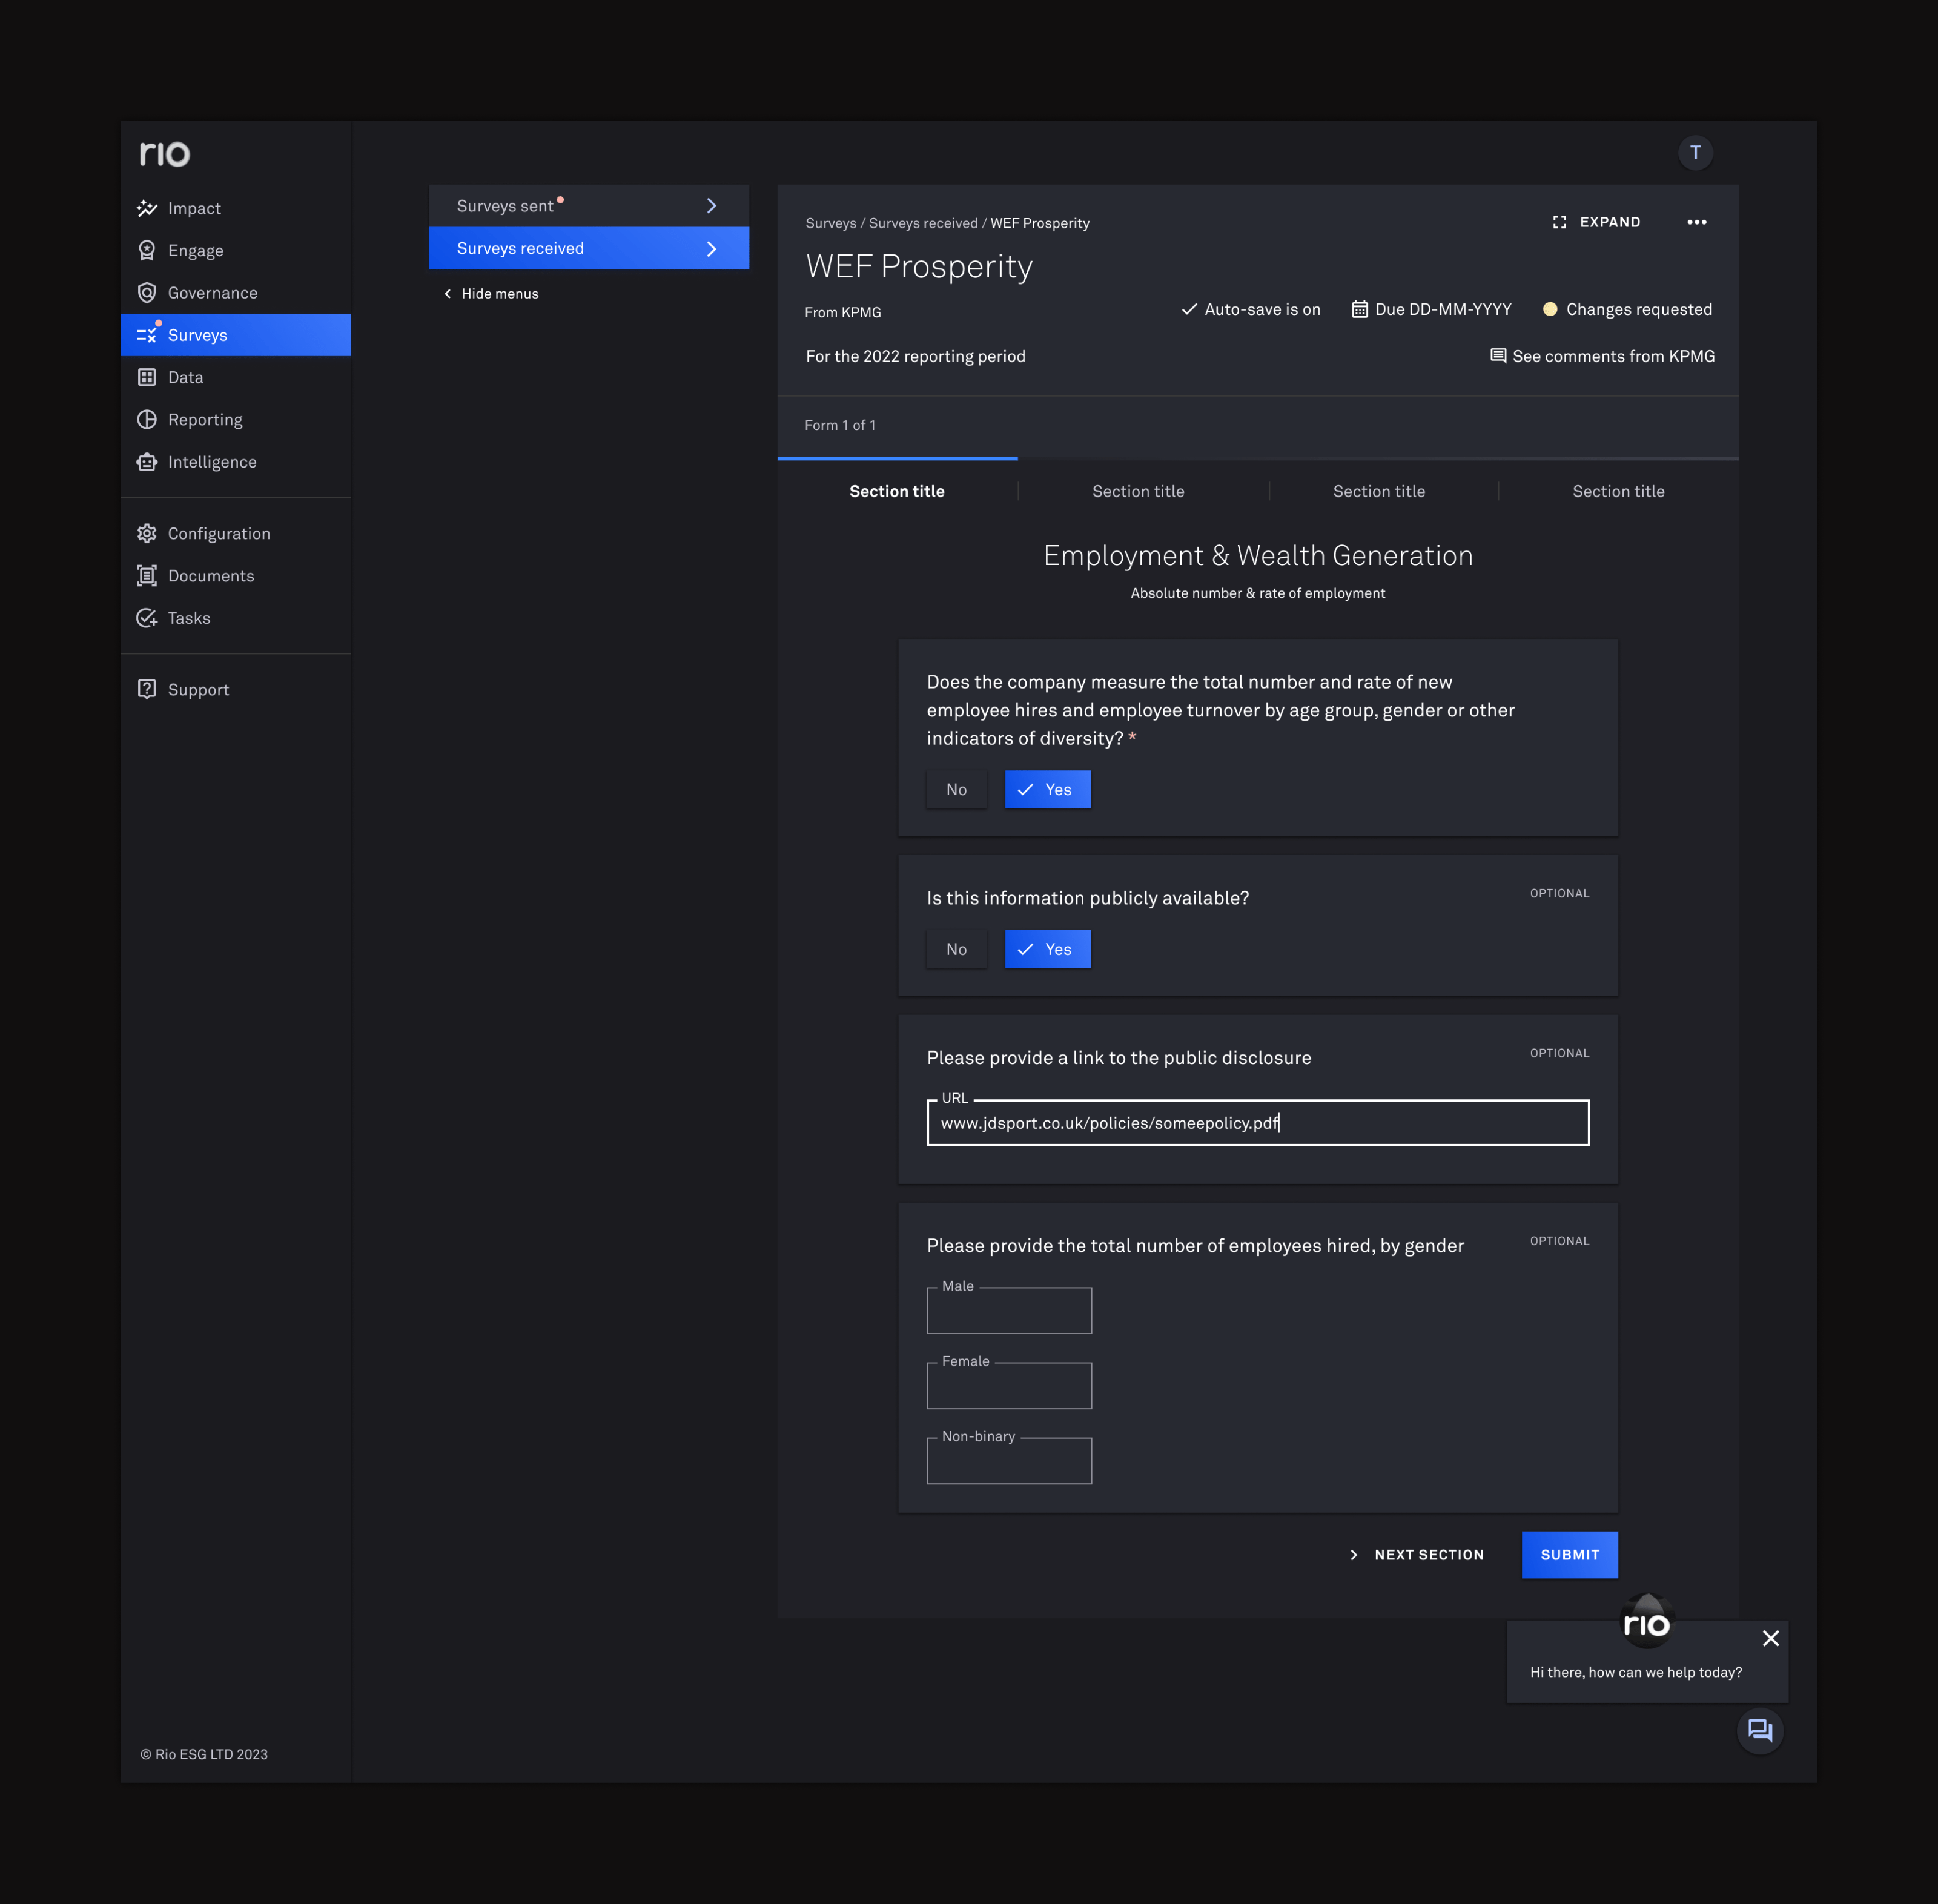 rio
Impact
Engage
Governance
Surveys
Data
Reporting
Intelligence
Configuration
Documents
Tasks
Support
© Rio ESG LTD 2023
Surveys sent
Surveys received
Hide menus
T
Surveys / Surveys received / WEF Prosperity
EXPAND
WEF Prosperity
From KPMG
Auto-save is on
Due DD-MM-YYYY
Changes requested
For the 2022 reporting period
See comments from KPMG
Form 1 of 1
Section title
Section title
Section title
Section title
Employment & Wealth Generation
Absolute number & rate of employment
Does the company measure the total number and rate of new
employee hires and employee turnover by age group, gender or other
indicators of diversity? *
No
Yes
Is this information publicly available?
OPTIONAL
No
Yes
Please provide a link to the public disclosure
OPTIONAL
URL
www.jdsport.co.uk/policies/someepolicy.pdf
Please provide the total number of employees hired, by gender
OPTIONAL
Male
Female
Non-binary
NEXT SECTION
SUBMIT
rio
Hi there, how can we help today?